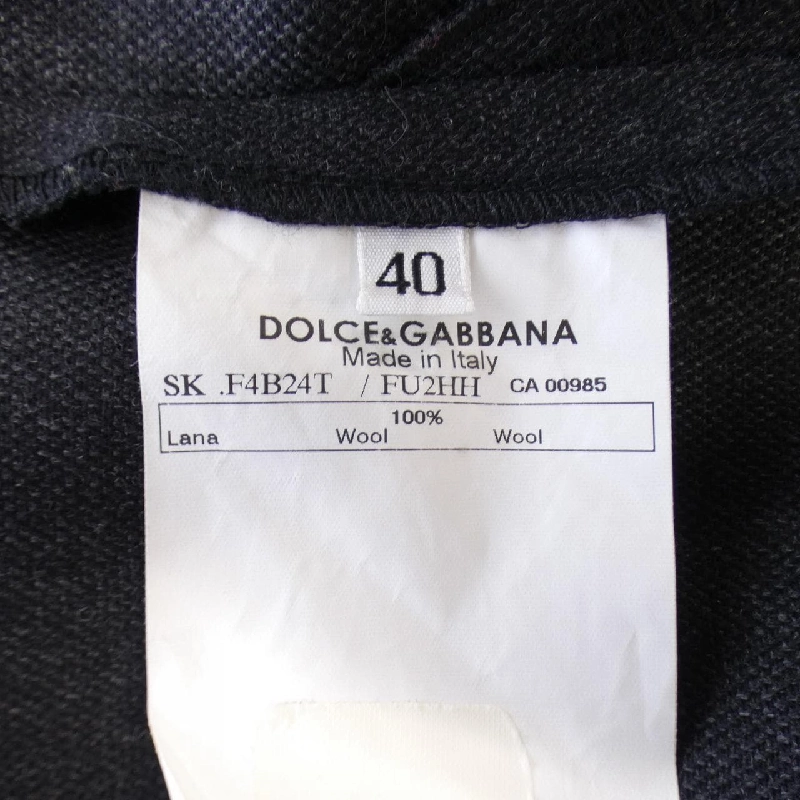 40
DOLCE&GABBANA
Made in Italy
SK .F4B24T / FU2HH CA 00985
100%
Lana Wool Wool